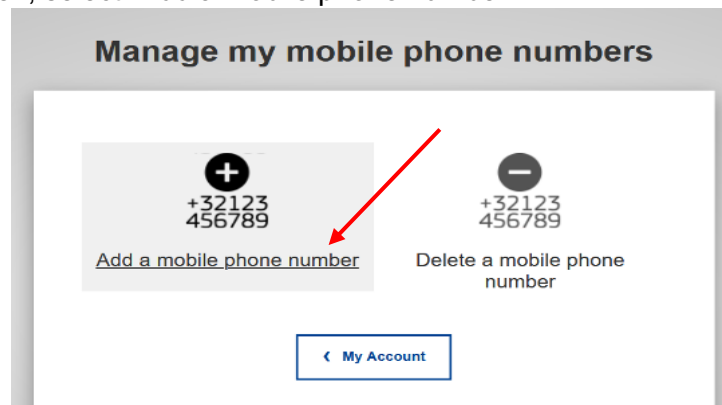 Manage my mobile phone numbers
+32123
456789
Add a mobile phone number
+32123
456789
Delete a mobile phone
number
‹ My Account